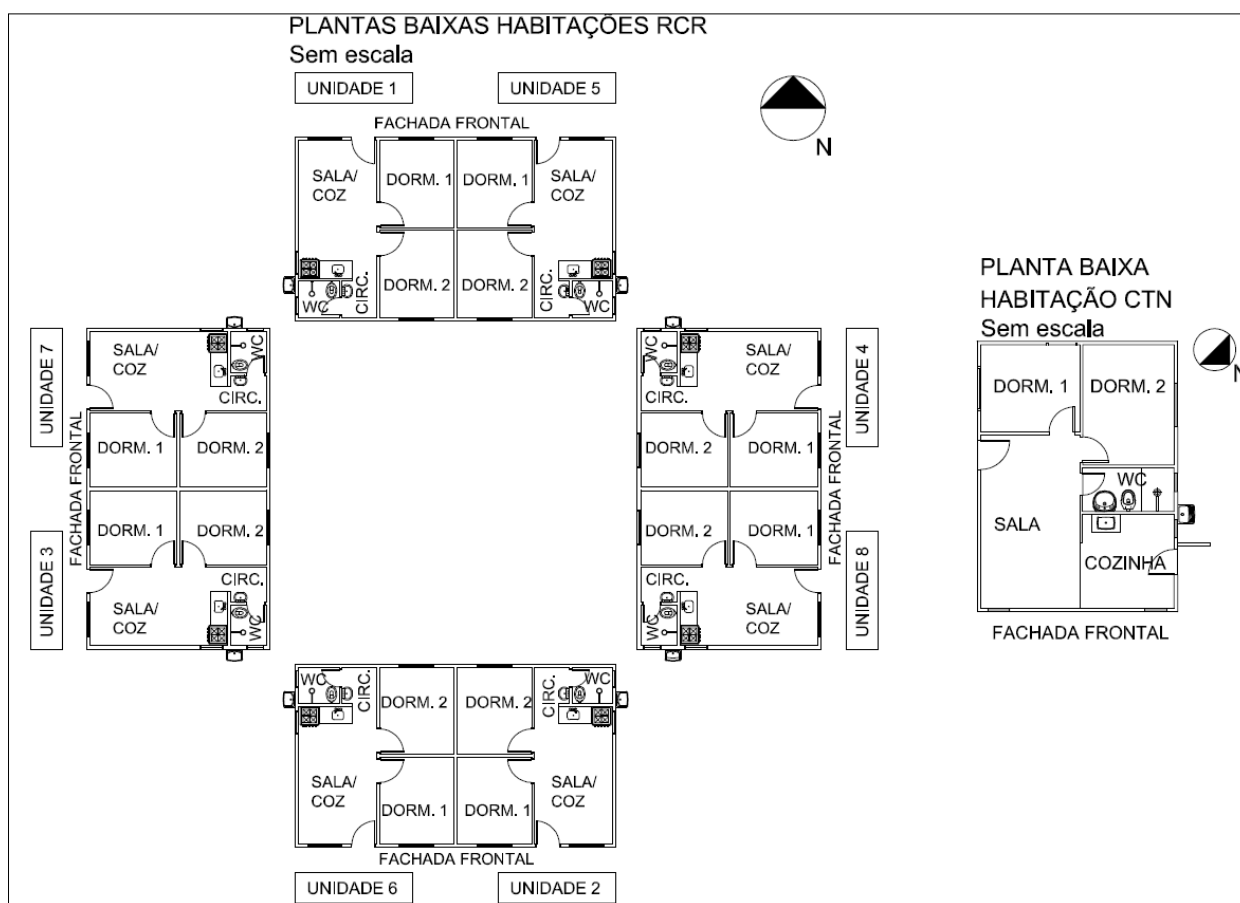 PLANTAS BAIXAS HABITAÇÕES RCR
Sem escala
UNIDADE 1
UNIDADE 5
FACHADA FRONTAL
N
SALA/
COZ
DORM. 1
DORM. 1
SALA/
COZ
DORM. 2
DORM. 2
CIRC.
CIRC.
WC
WC
UNIDADE 7
FACHADA FRONTAL
SALA/
COZ
WC
CIRC.
DORM. 1
DORM. 2
UNIDADE 3
DORM. 1
DORM. 2
CIRC.
SALA/
COZ
WC
UNIDADE 4
FACHADA FRONTAL
WC
SALA/
COZ
CIRC.
DORM. 2
DORM. 1
UNIDADE 8
DORM. 2
DORM. 1
CIRC.
SALA/
COZ
WC
WC
CIRC.
DORM. 2
DORM. 2
CIRC.
WC
SALA/
COZ
DORM. 1
DORM. 1
SALA/
COZ
FACHADA FRONTAL
UNIDADE 6
UNIDADE 2
PLANTA BAIXA
HABITAÇÃO CTN
Sem escala
N
DORM. 1
DORM. 2
WC
SALA
COZINHA
FACHADA FRONTAL